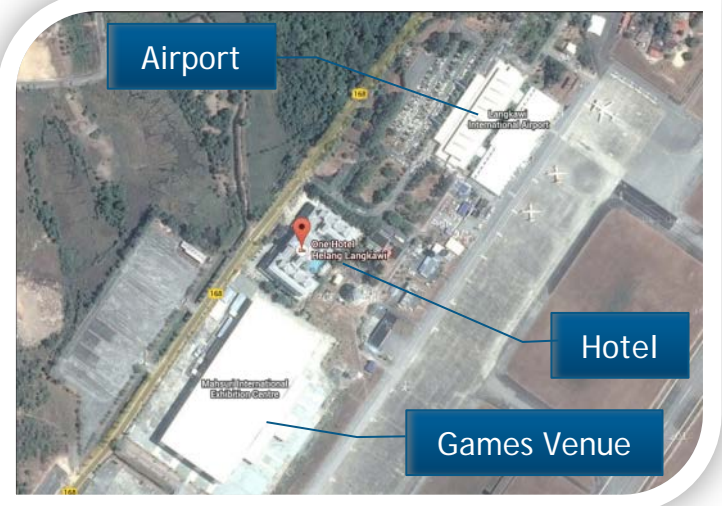 Airport
168
Langkawi
International Airport
One Hotel
Helang Langkawi
168
Hotel
Mahsuri International
Exhibition Centre
Games Venue
168